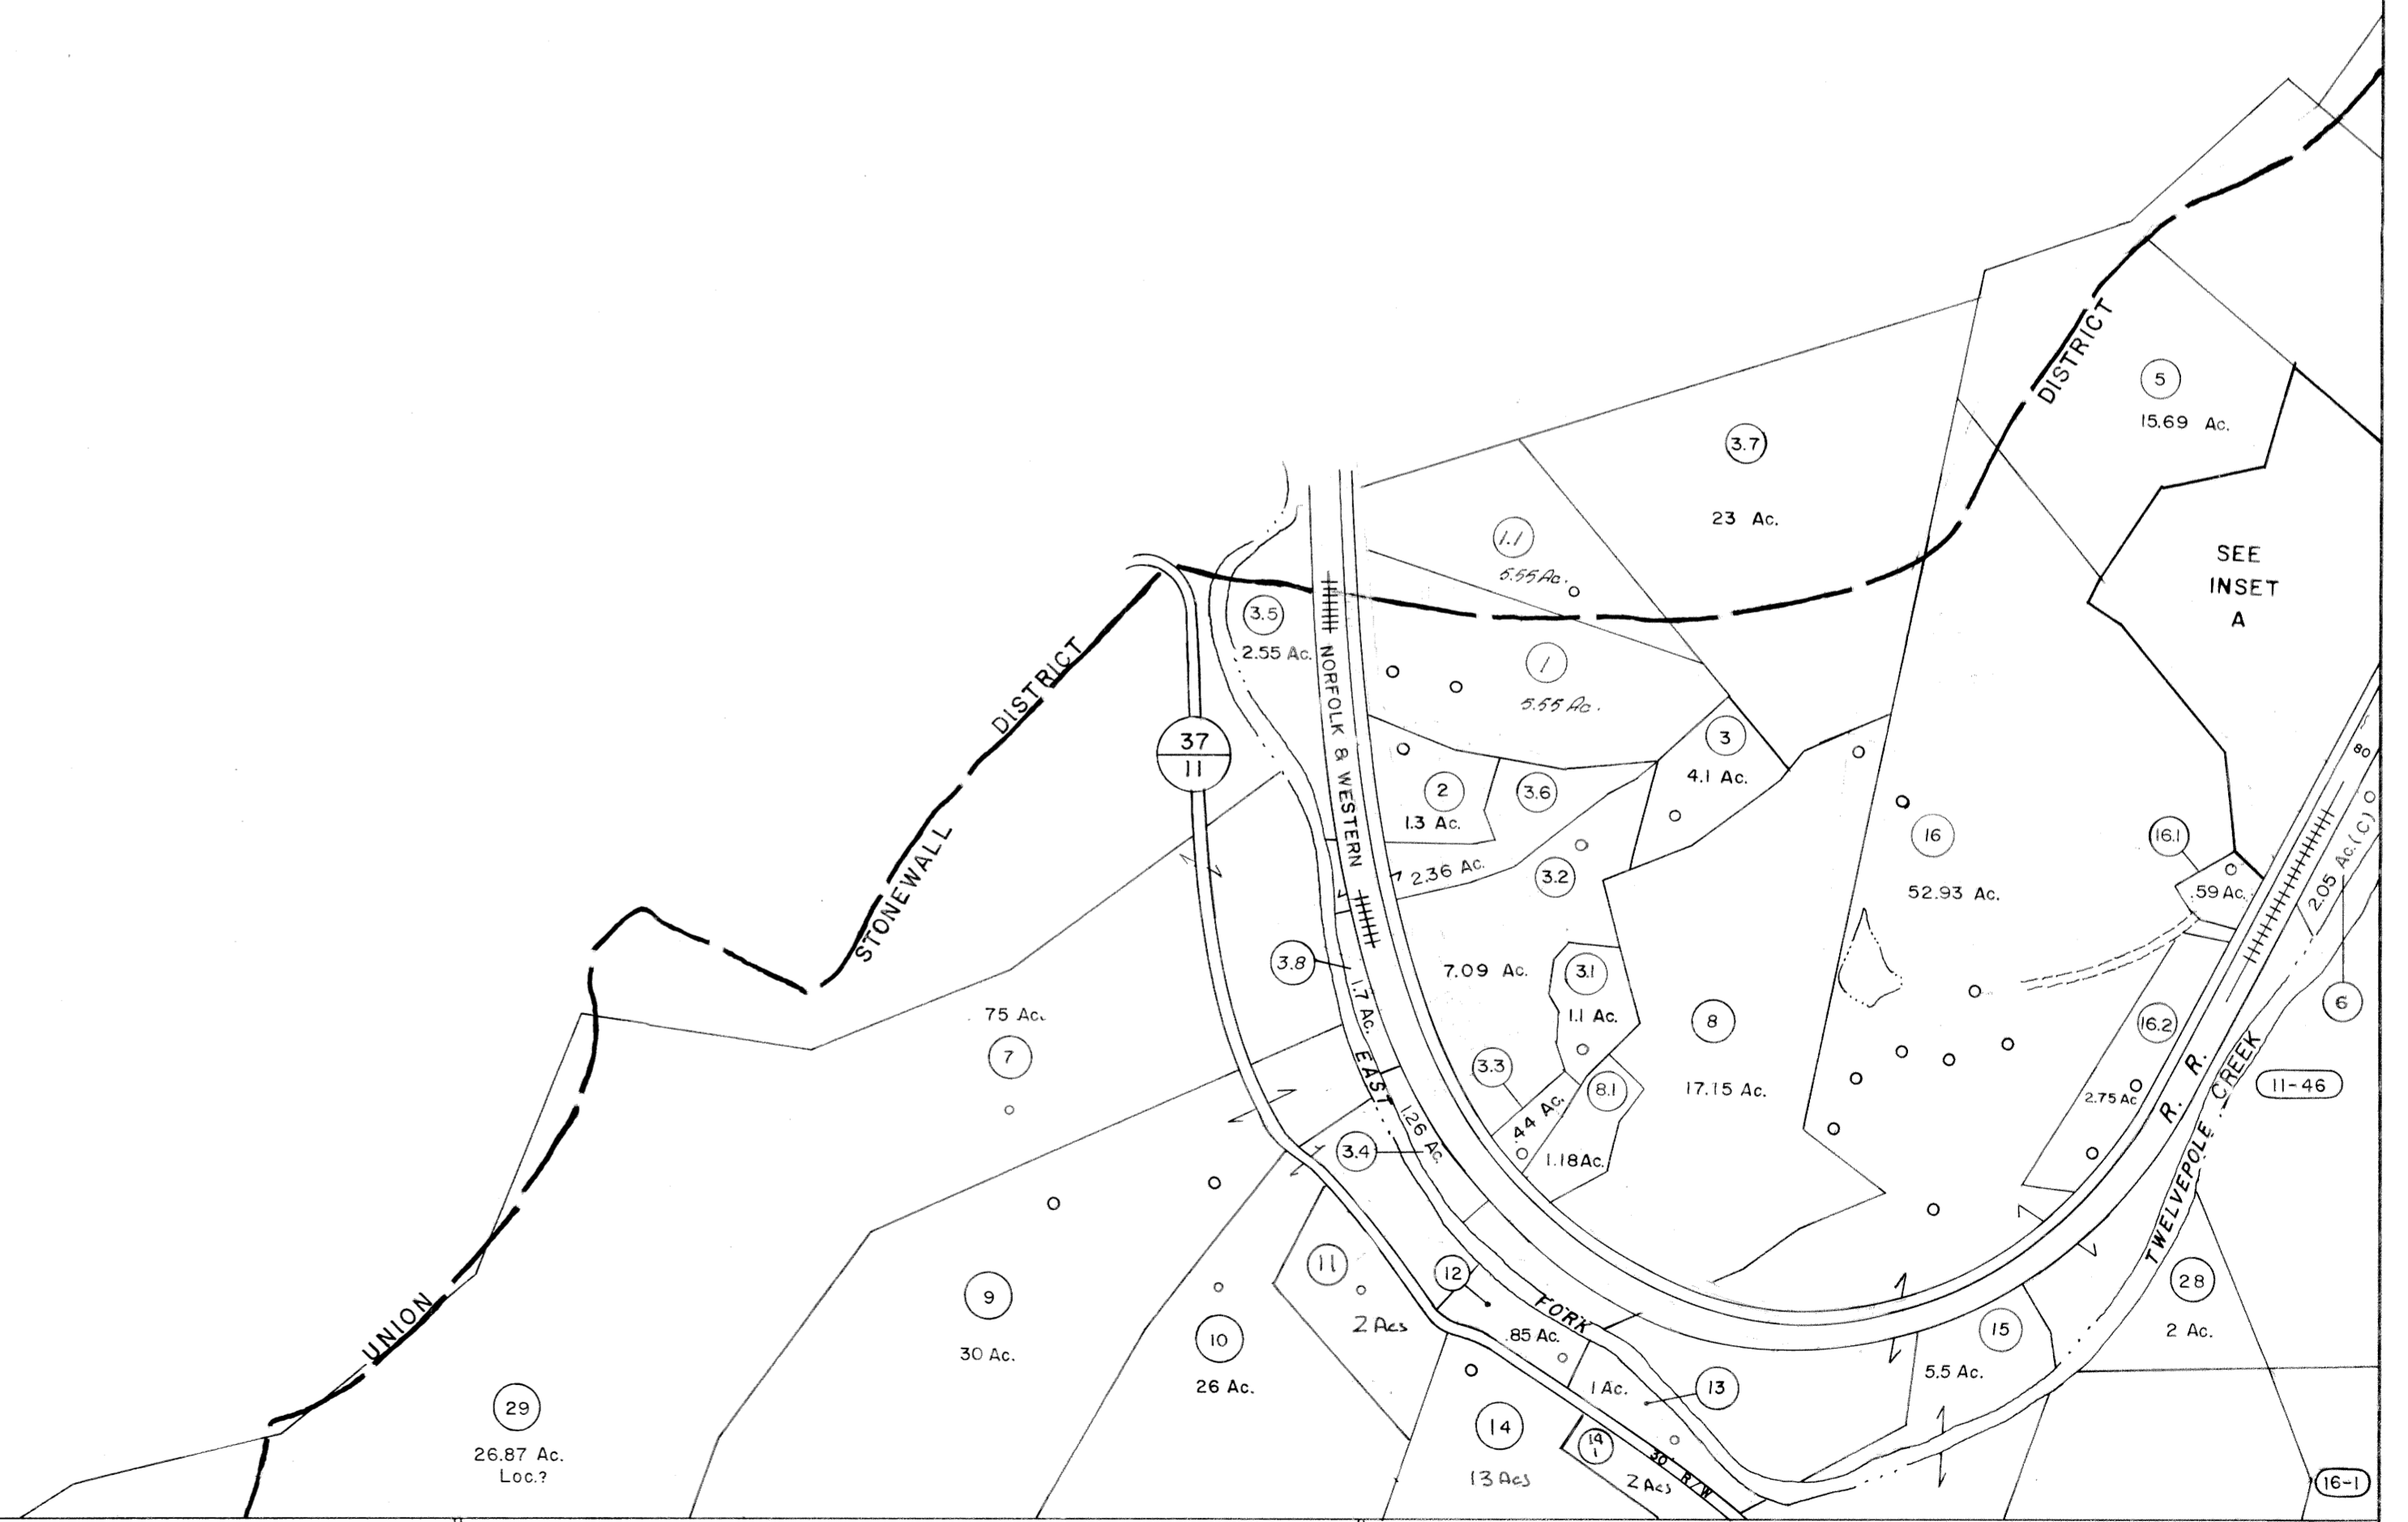 DISTRICT
5
15.69 Ac.
3.7
23 Ac.
1.1
5.55 Ac.
SEE
INSET
A
3.5
2.55 Ac.
1
5.55 Ac.
NORFOLK & WESTERN
DISTRICT
STONEWALL
37
11
3
4.1 Ac.
2
1.3 Ac.
3.6
2.36 Ac.
3.2
7.09 Ac.
16
52.93 Ac.
16.1
.59 Ac.
80
2.05 Ac.(C)
6
3.8
1.7 Ac.
3.1
1.1 Ac.
8
17.15 Ac.
16.2
2.75 Ac
R. R.
11-46
75 Ac.
7
EAST
3.3
.44 Ac.
8.1
1.18 Ac.
3.4
1.26 Ac.
TWELVEPOLE CREEK
UNION
9
30 Ac.
10
26 Ac.
11
2 Acs
12
.85 Ac.
FORK
13
1 Ac.
15
5.5 Ac.
28
2 Ac.
29
26.87 Ac.
Loc.?
14
13 Acs
14
1
2 Acs
30' R/W
16-1